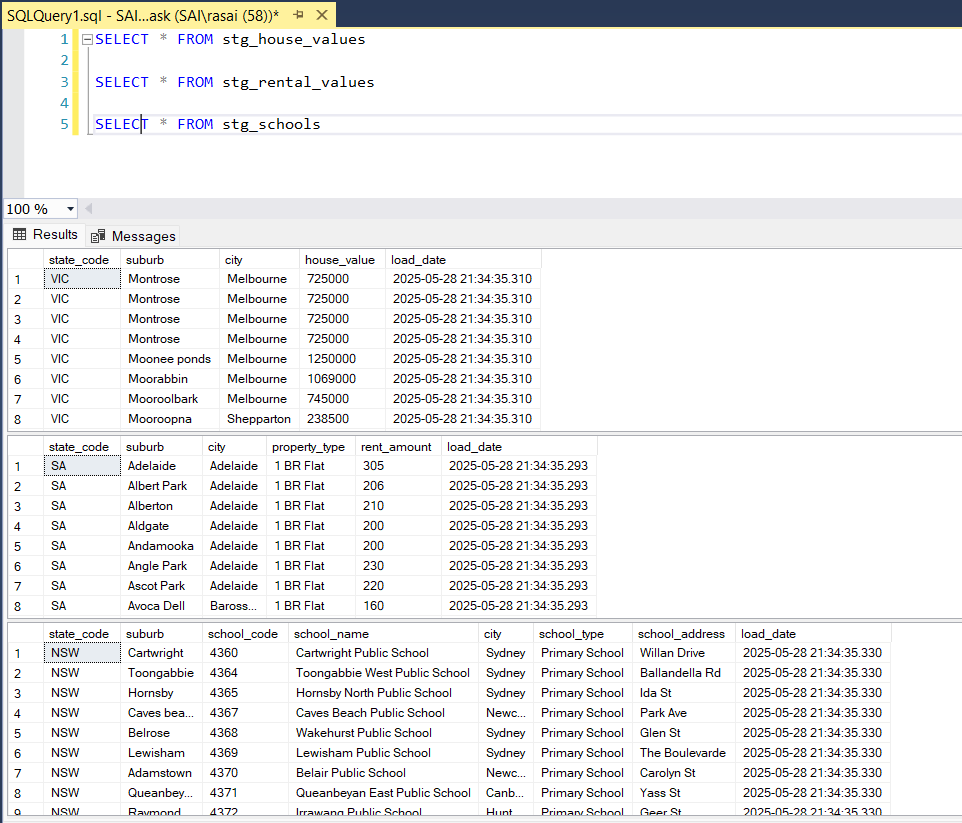 SQLQuery1.sql - SAI...ask (SAI\rasai (58))*
1 SELECT * FROM stg_house_values
2
3 SELECT * FROM stg_rental_values
4
5 SELECT * FROM stg_schools
100 %
Results Messages
state_code suburb city house_value load_date
1 VIC Montrose Melbourne 725000 2025-05-28 21:34:35.310
2 VIC Montrose Melbourne 725000 2025-05-28 21:34:35.310
3 VIC Montrose Melbourne 725000 2025-05-28 21:34:35.310
4 VIC Montrose Melbourne 725000 2025-05-28 21:34:35.310
5 VIC Moonee ponds Melbourne 1250000 2025-05-28 21:34:35.310
6 VIC Moorabbin Melbourne 1069000 2025-05-28 21:34:35.310
7 VIC Mooroolbark Melbourne 745000 2025-05-28 21:34:35.310
8 VIC Mooroopna Shepparton 238500 2025-05-28 21:34:35.310
state_code suburb city property_type rent_amount load_date
1 SA Adelaide Adelaide 1 BR Flat 305 2025-05-28 21:34:35.293
2 SA Albert Park Adelaide 1 BR Flat 206 2025-05-28 21:34:35.293
3 SA Alberton Adelaide 1 BR Flat 210 2025-05-28 21:34:35.293
4 SA Aldgate Adelaide 1 BR Flat 200 2025-05-28 21:34:35.293
5 SA Andamooka Adelaide 1 BR Flat 200 2025-05-28 21:34:35.293
6 SA Angle Park Adelaide 1 BR Flat 230 2025-05-28 21:34:35.293
7 SA Ascot Park Adelaide 1 BR Flat 220 2025-05-28 21:34:35.293
8 SA Avoca Dell Baross... 1 BR Flat 160 2025-05-28 21:34:35.293
state_code suburb school_code school_name city school_type school_address load_date
1 NSW Cartwright 4360 Cartwright Public School Sydney Primary School Willan Drive 2025-05-28 21:34:35.330
2 NSW Toongabbie 4364 Toongabbie West Public School Sydney Primary School Ballandella Rd 2025-05-28 21:34:35.330
3 NSW Hornsby 4365 Hornsby North Public School Sydney Primary School Ida St 2025-05-28 21:34:35.330
4 NSW Caves bea... 4367 Caves Beach Public School Newc... Primary School Park Ave 2025-05-28 21:34:35.330
5 NSW Belrose 4368 Wakehurst Public School Sydney Primary School Glen St 2025-05-28 21:34:35.330
6 NSW Lewisham 4369 Lewisham Public School Sydney Primary School The Boulevarde 2025-05-28 21:34:35.330
7 NSW Adamstown 4370 Belair Public School Newc... Primary School Carolyn St 2025-05-28 21:34:35.330
8 NSW Queanbey... 4371 Queanbeyan East Public School Canb... Primary School Yass St 2025-05-28 21:34:35.330
9 NSW Raymond 4372 Irrawang Public School Hunt Primary School Geer St 2025-05-28 21:34:35.330